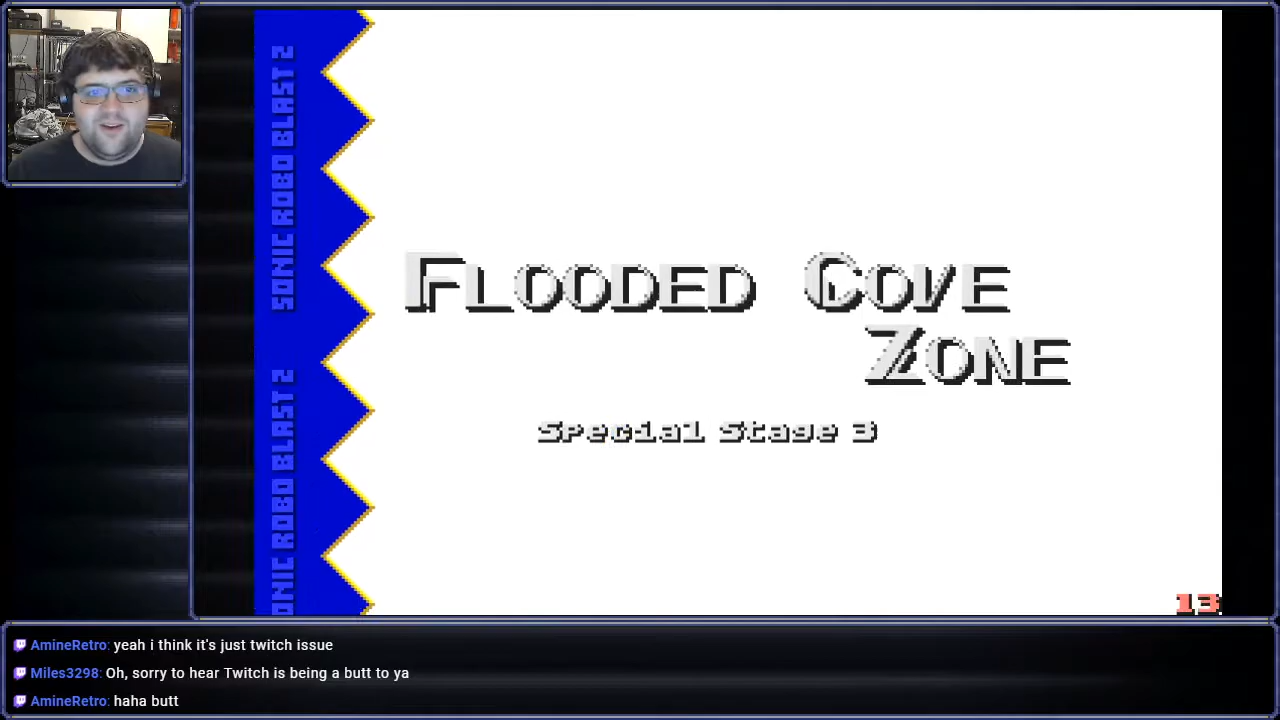 SONIC ROBO BLAST 2
SONIC ROBO BLAST 2
Flooded Cove
Zone
Special Stage 3
13
AmineRetro: yeah i think it's just twitch issue
Miles3298: Oh, sorry to hear Twitch is being a butt to ya
AmineRetro: haha butt